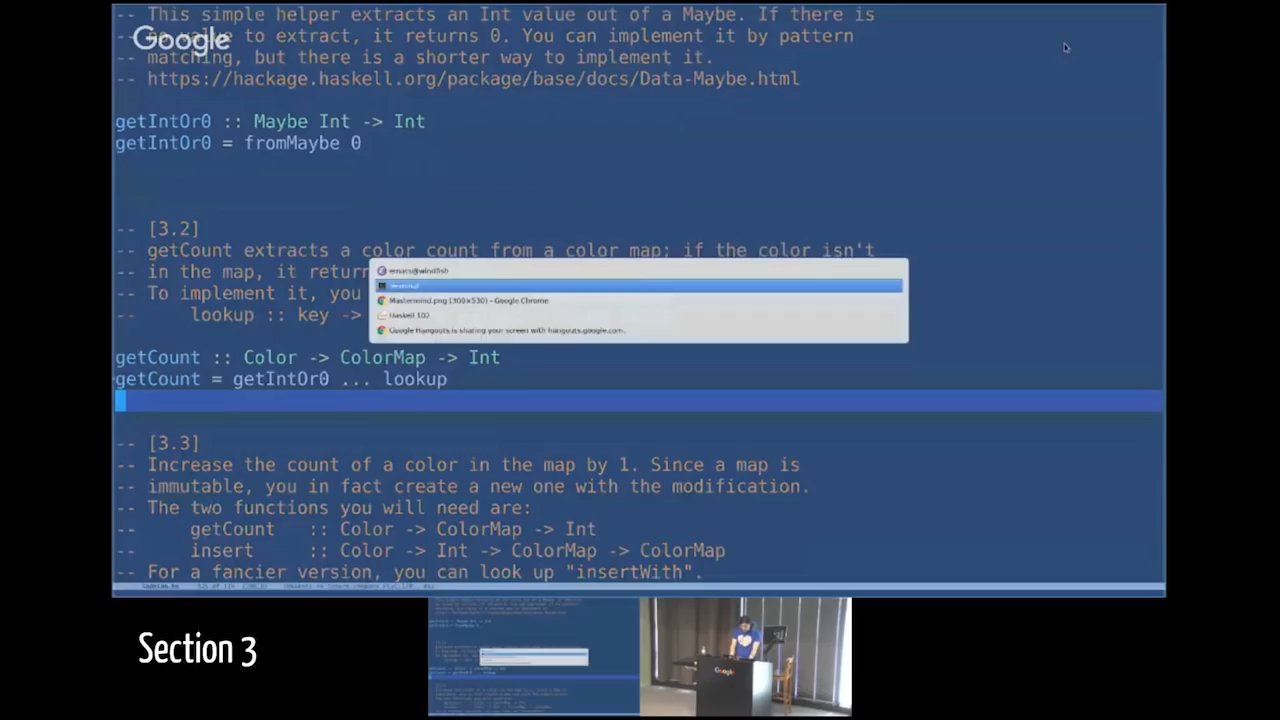 -- This simple helper extracts an Int value out of a Maybe. If there is
-- no value to extract, it returns 0. You can implement it by pattern
Google
-- matching, but there is a shorter way to implement it.
-- https://hackage.haskell.org/package/base/docs/Data-Maybe.html
getIntOr0 :: Maybe Int -> Int
getIntOr0 = fromMaybe 0
-- [3.2]
-- getCount extracts a color count from a color map; if the color isn't
-- in the map, it retur
-- To implement it, you
-- lookup :: key ->
emacs@windfish
Terminal
Mastermind.png (300×530) - Google Chrome
Haskell 102
Google Hangouts is sharing your screen with hangouts.google.com.
getCount :: Color -> ColorMap -> Int
getCount = getIntOr0 ... lookup
-- [3.3]
-- Increase the count of a color in the map by 1. Since a map is
-- immutable, you in fact create a new one with the modification.
-- The two functions you will need are:
-- getCount :: Color -> ColorMap -> Int
-- insert :: Color -> Int -> ColorMap -> ColorMap
-- For a fancier version, you can look up "insertWith".
Section 3
Google